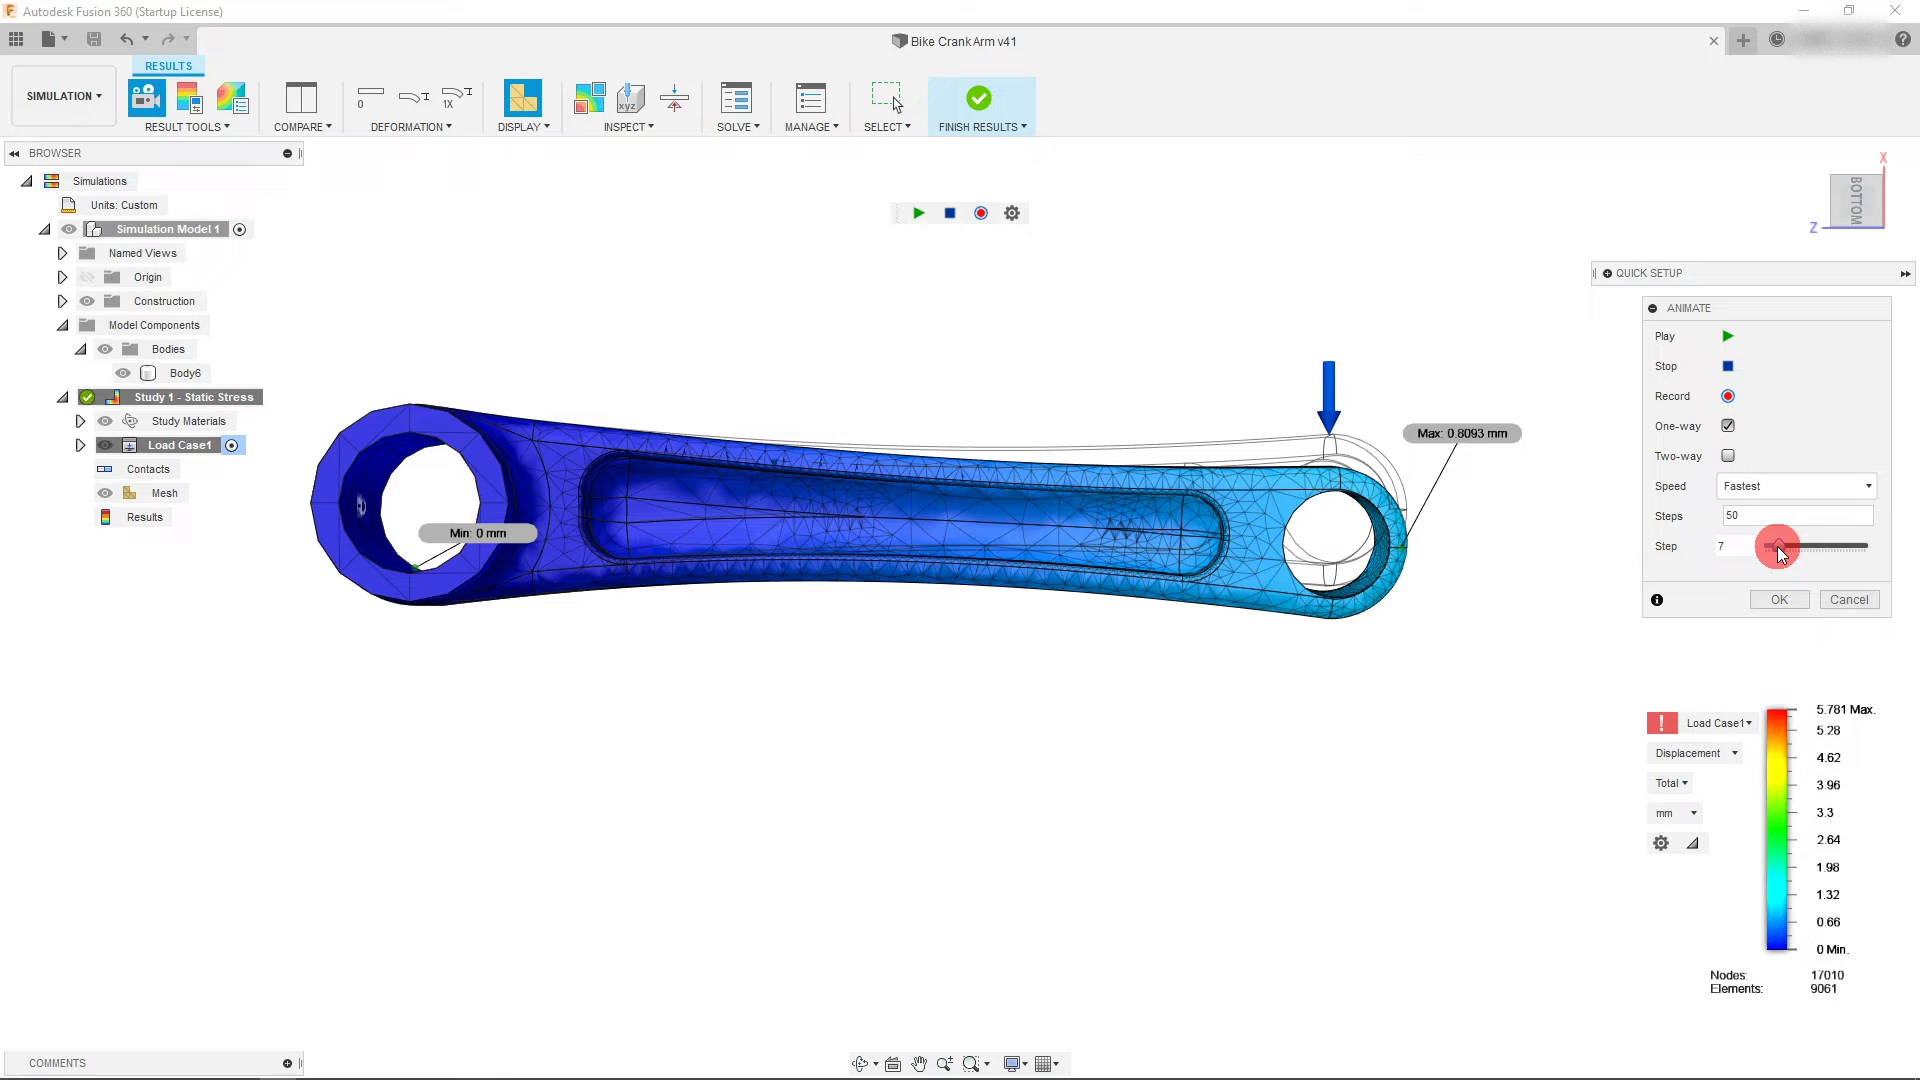 Autodesk Fusion 360 (Startup License)
Bike Crank Arm v41
RESULTS
SIMULATION
RESULT TOOLS
COMPARE
DEFORMATION
DISPLAY
INSPECT
SOLVE
MANAGE
SELECT
FINISH RESULTS
0
1X
xyz
BROWSER
Simulations
Units: Custom
Simulation Model 1
Named Views
Origin
Construction
Model Components
Bodies
Body6
Study 1 - Static Stress
Study Materials
Load Case1
Contacts
Mesh
Results
Min: 0 mm
Max: 0.8093 mm
X
BOTTOM
Z
QUICK SETUP
ANIMATE
Play
Stop
Record
One-way
Two-way
Speed Fastest
Steps 50
Step 7
OK Cancel
Load Case1
Displacement
Total
mm
5.781 Max.
5.28
4.62
3.96
3.3
2.64
1.98
1.32
0.66
0 Min.
Nodes: 17010
Elements: 9061
COMMENTS